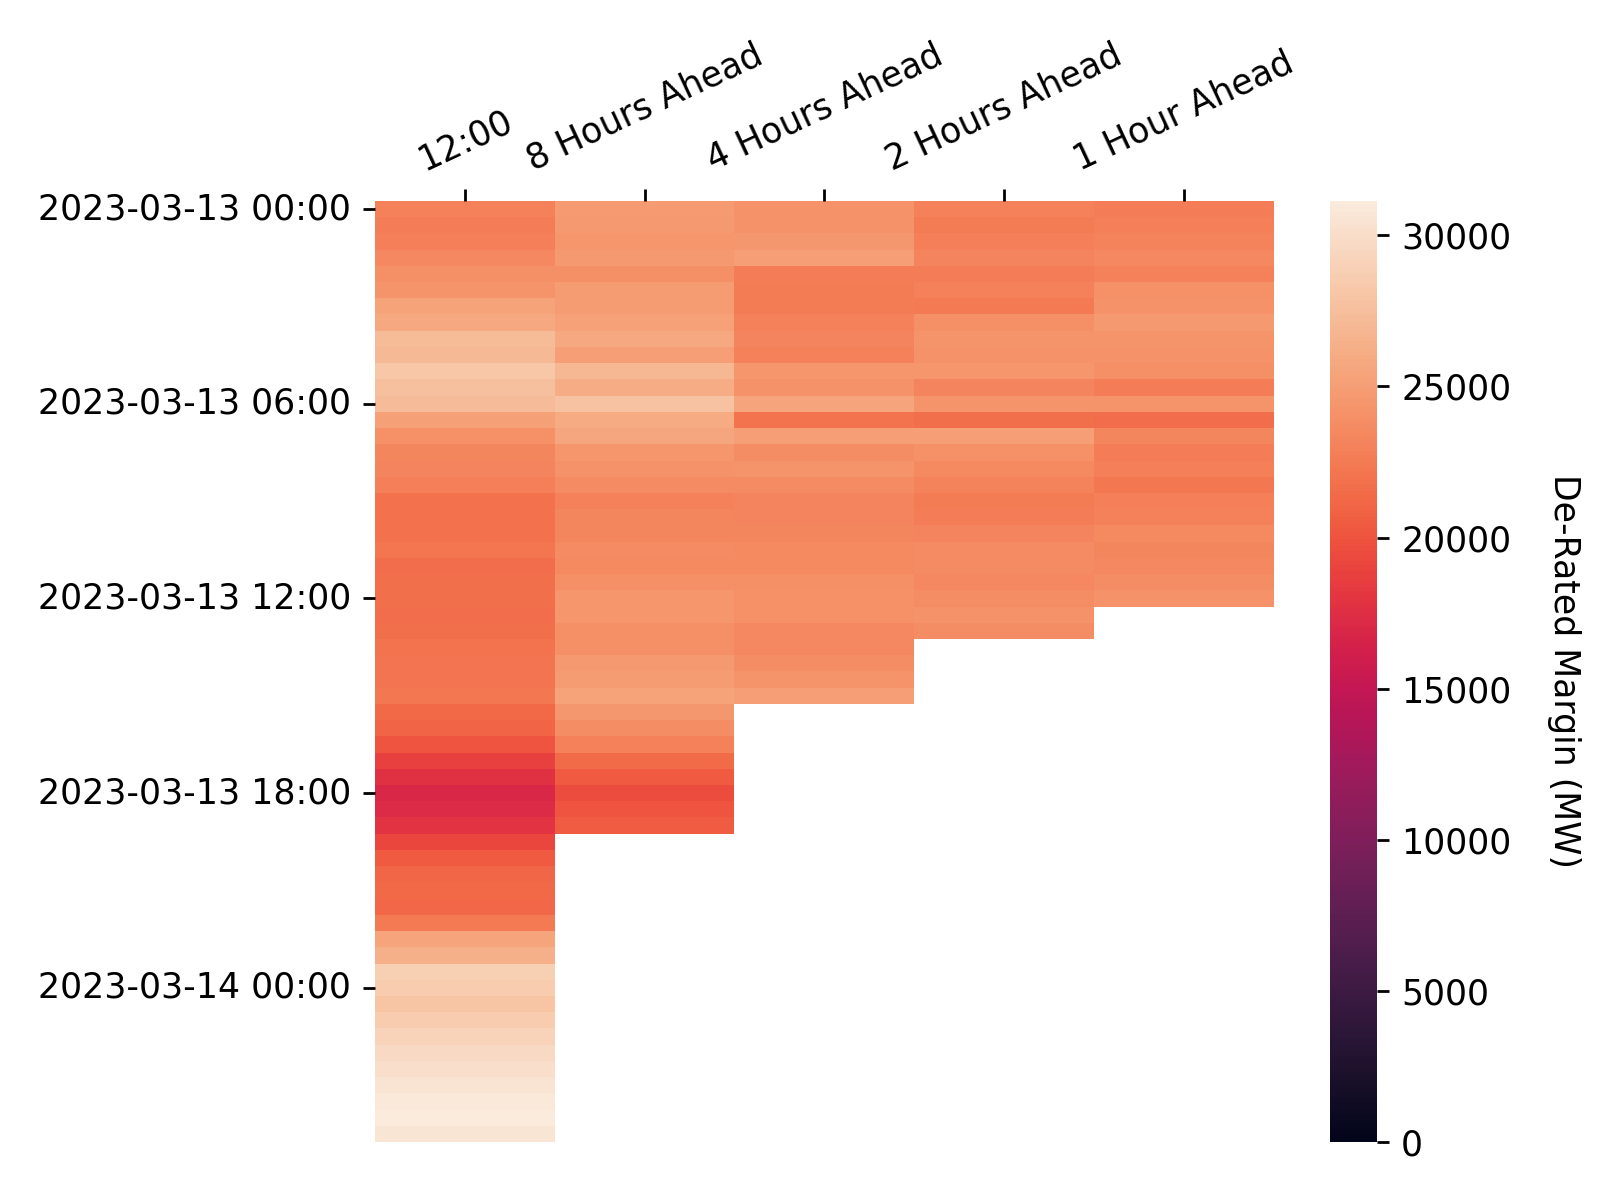 12:00
8 Hours Ahead
4 Hours Ahead
2 Hours Ahead
1 Hour Ahead
2023-03-13 00:00
2023-03-13 06:00
2023-03-13 12:00
2023-03-13 18:00
2023-03-14 00:00
30000
25000
20000
15000
10000
5000
0
De-Rated Margin (MW)